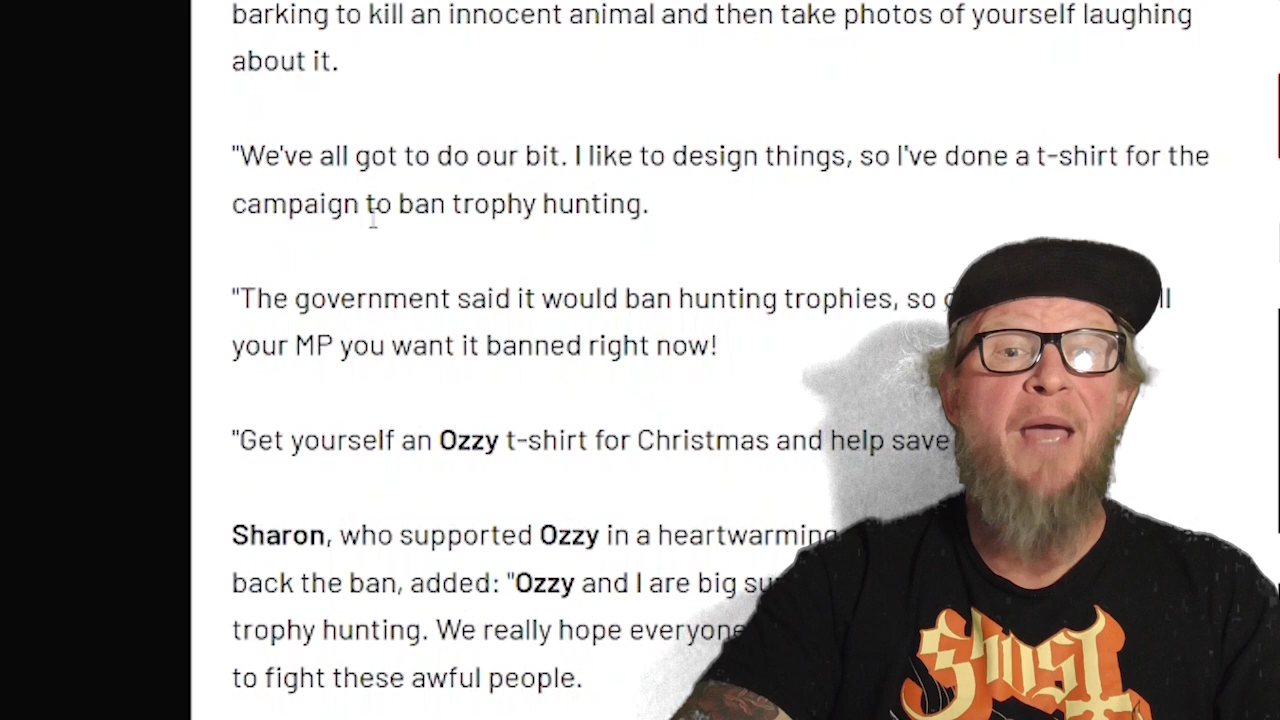 barking to kill an innocent animal and then take photos of yourself laughing
about it.
"We've all got to do our bit. I like to design things, so I've done a t-shirt for the
campaign to ban trophy hunting.
"The government said it would ban hunting trophies, so
your MP you want it banned right now!
"Get yourself an Ozzy t-shirt for Christmas and help save
Sharon, who supported Ozzy in a heartwarming
back the ban, added: "Ozzy and I are big
trophy hunting. We really hope everyone
to fight these awful people.
Ghost